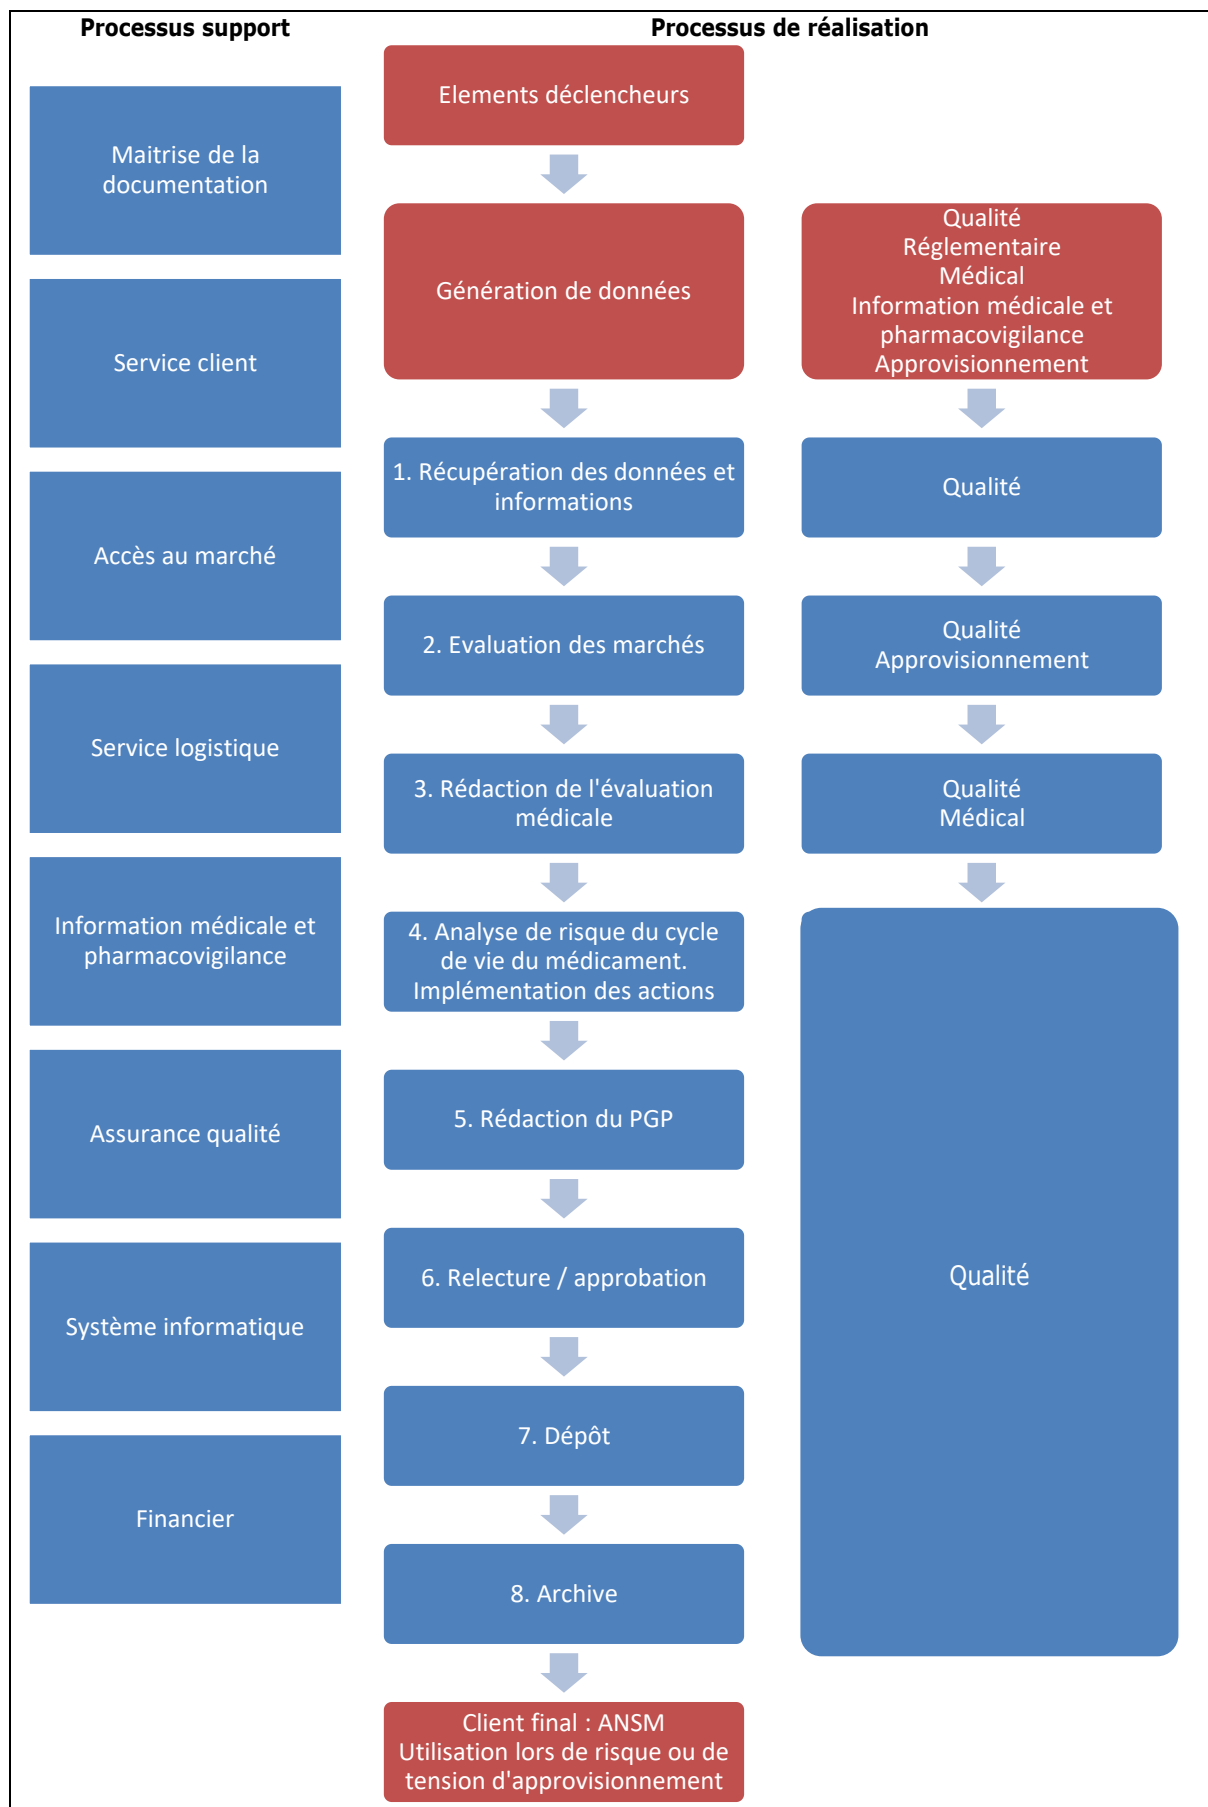 Processus support
Processus de réalisation
Maitrise de la
documentation
Service client
Accès au marché
Service logistique
Information médicale et
pharmacovigilance
Assurance qualité
Système informatique
Financier
Elements déclencheurs
Génération de données
1. Récupération des données et
informations
2. Evaluation des marchés
3. Rédaction de l'évaluation
médicale
4. Analyse de risque du cycle
de vie du médicament.
Implémentation des actions
5. Rédaction du PGP
6. Relecture / approbation
7. Dépôt
8. Archive
Client final : ANSM
Utilisation lors de risque ou de
tension d'approvisionnement
Qualité
Réglementaire
Médical
Information médicale et
pharmacovigilance
Approvisionnement
Qualité
Qualité
Approvisionnement
Qualité
Médical
Qualité